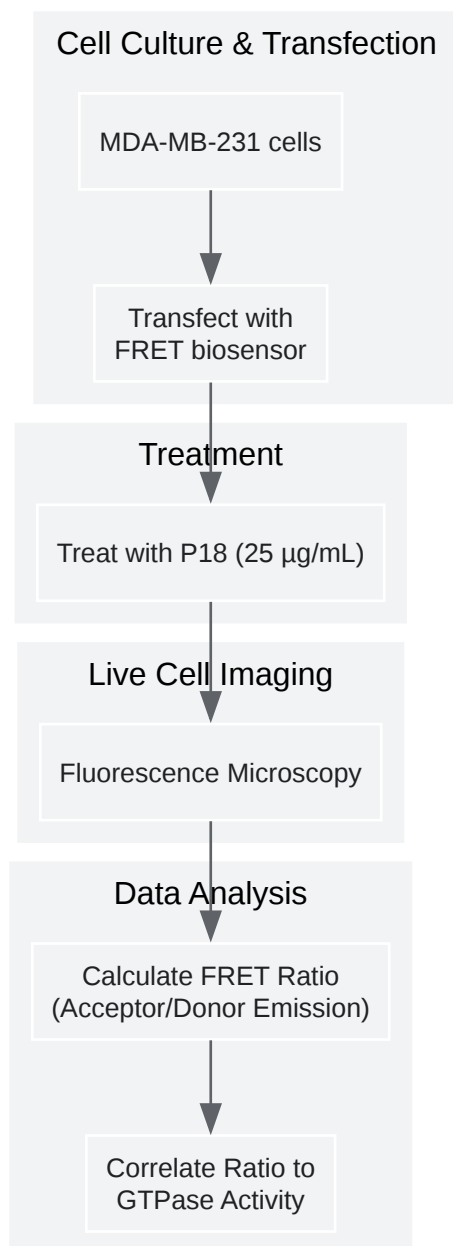 Cell Culture & Transfection
MDA-MB-231 cells
Transfect with
FRET biosensor
Treatment
Treat with P18 (25 µg/mL)
Live Cell Imaging
Fluorescence Microscopy
Data Analysis
Calculate FRET Ratio
(Acceptor/Donor Emission)
Correlate Ratio to
GTPase Activity